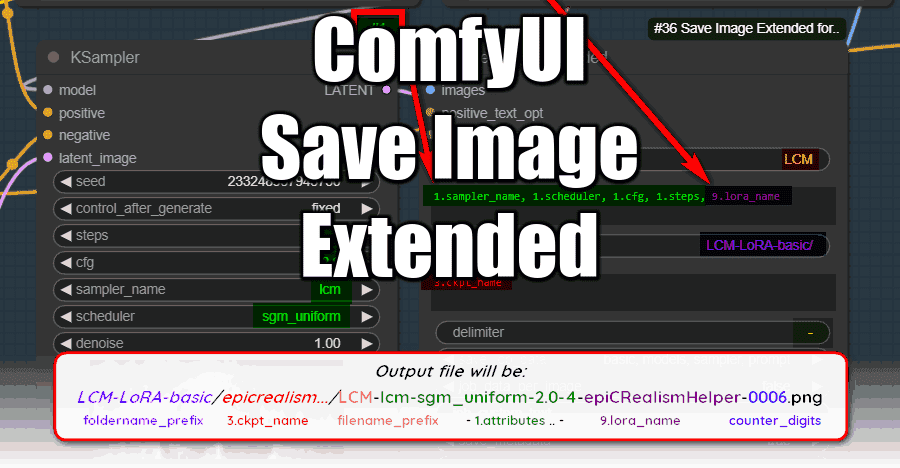 #36 Save Image Extended for..
ComfyUI
Save Image
Extended
KSampler
model
LATENT
images
positive
positive_text_opt
negative
latent_image
LCM
seed
control_after_generate
fixed
1.sampler_name, 1.scheduler, 1.cfg, 1.steps, 9.lora_name
steps
LCM-LoRA-basic/
cfg
3.ckpt_name
sampler_name
lcm
scheduler
sgm_uniform
delimiter
-
denoise
1.00
Output file will be:
LCM-LoRA-basic/epicrealism.../LCM-lcm-sgm_uniform-2.0-4-epiCRealismHelper-0006.png
foldername_prefix 3.ckpt_name filename_prefix - 1.attributes .. - 9.lora_name counter_digits